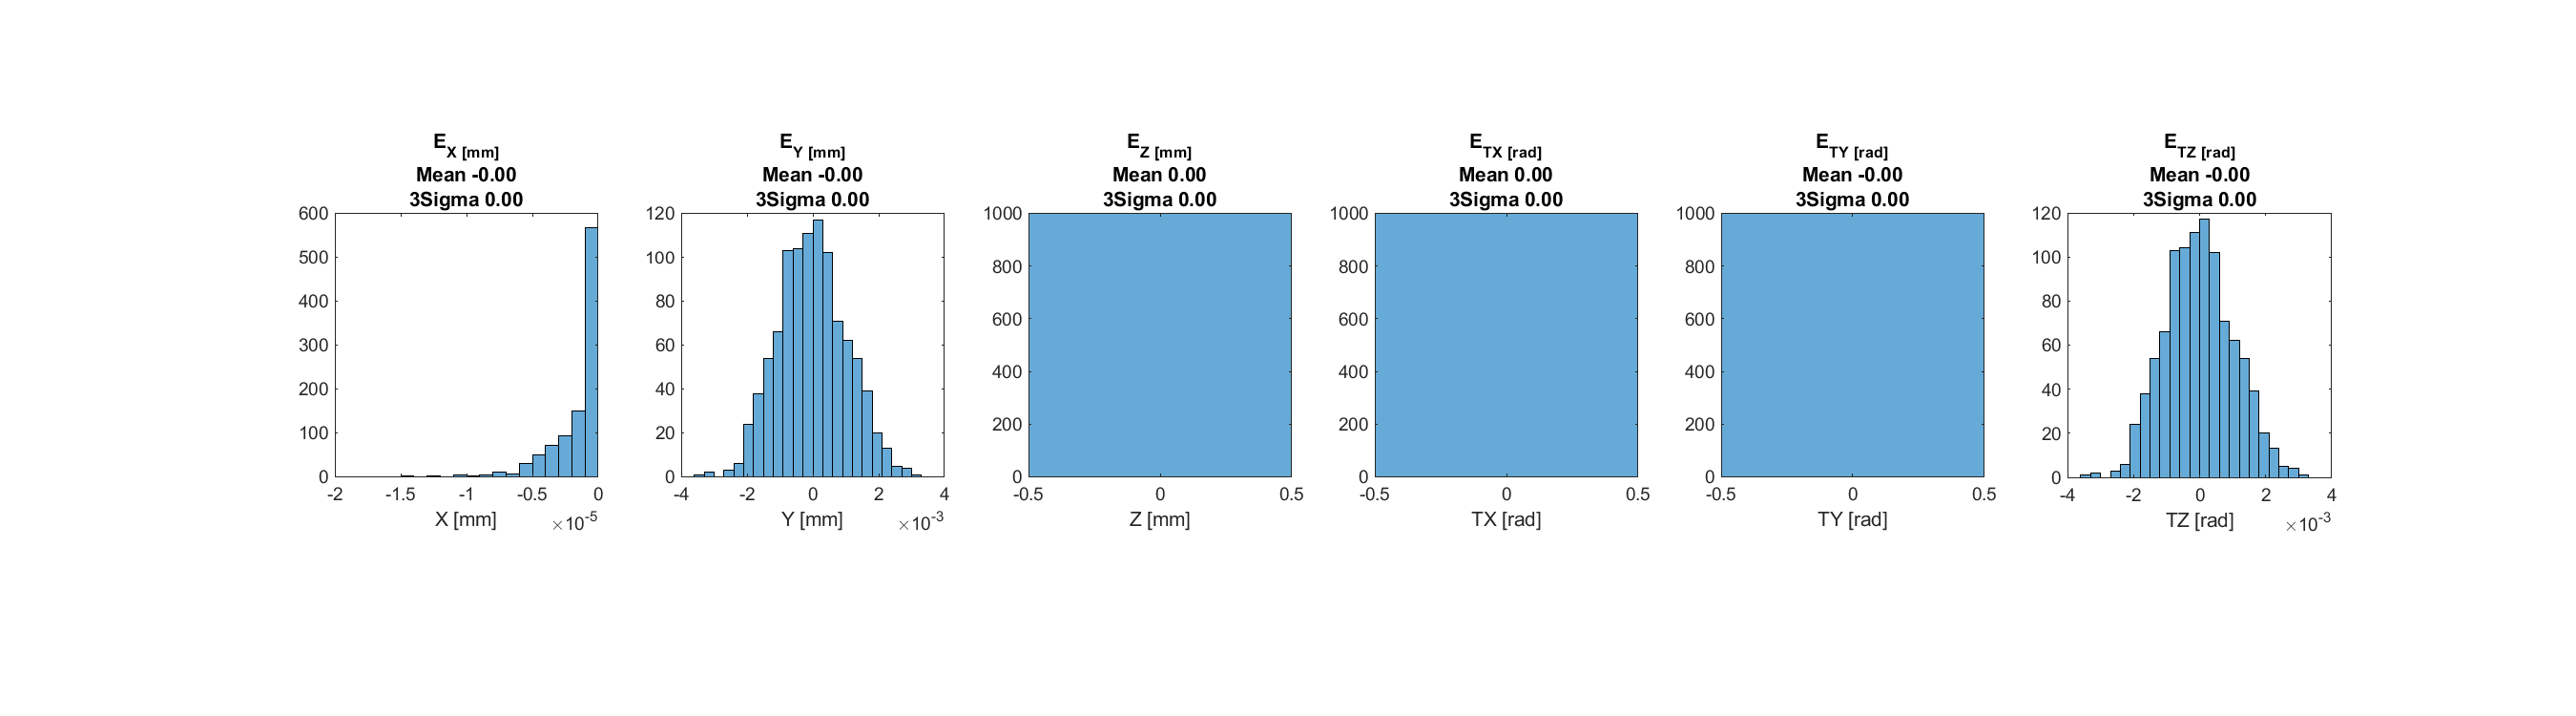 E_X [mm]
Mean -0.00
3Sigma 0.00
600
500
400
300
200
100
0
-2 -1.5 -1 -0.5 0
X [mm] ×10^-5
E_Y [mm]
Mean -0.00
3Sigma 0.00
120
100
80
60
40
20
0
-4 -2 0 2 4
Y [mm] ×10^-3
E_Z [mm]
Mean 0.00
3Sigma 0.00
1000
800
600
400
200
0
-0.5 0 0.5
Z [mm]
E_TX [rad]
Mean 0.00
3Sigma 0.00
1000
800
600
400
200
0
-0.5 0 0.5
TX [rad]
E_TY [rad]
Mean -0.00
3Sigma 0.00
1000
800
600
400
200
0
-0.5 0 0.5
TY [rad]
E_TZ [rad]
Mean -0.00
3Sigma 0.00
120
100
80
60
40
20
0
-4 -2 0 2 4
TZ [rad] ×10^-3